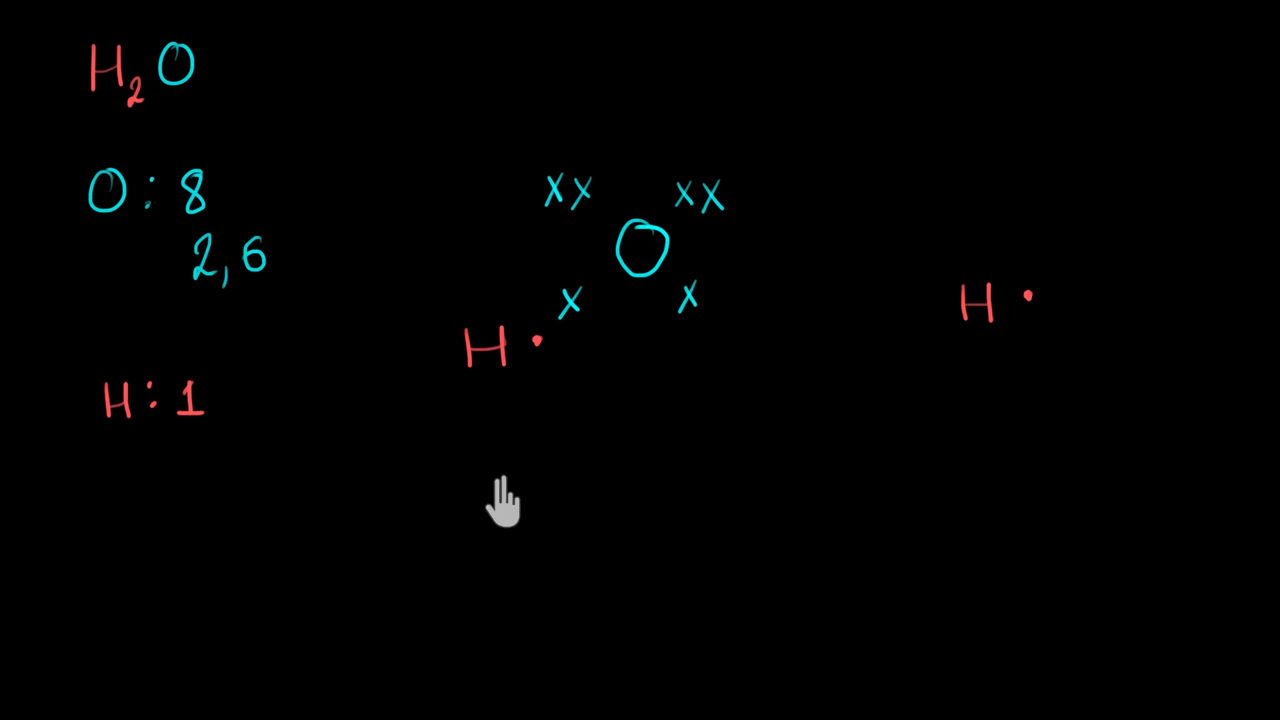 H₂O
O : 8
2, 6
H : 1
xx xx
O
x x
H •
H •